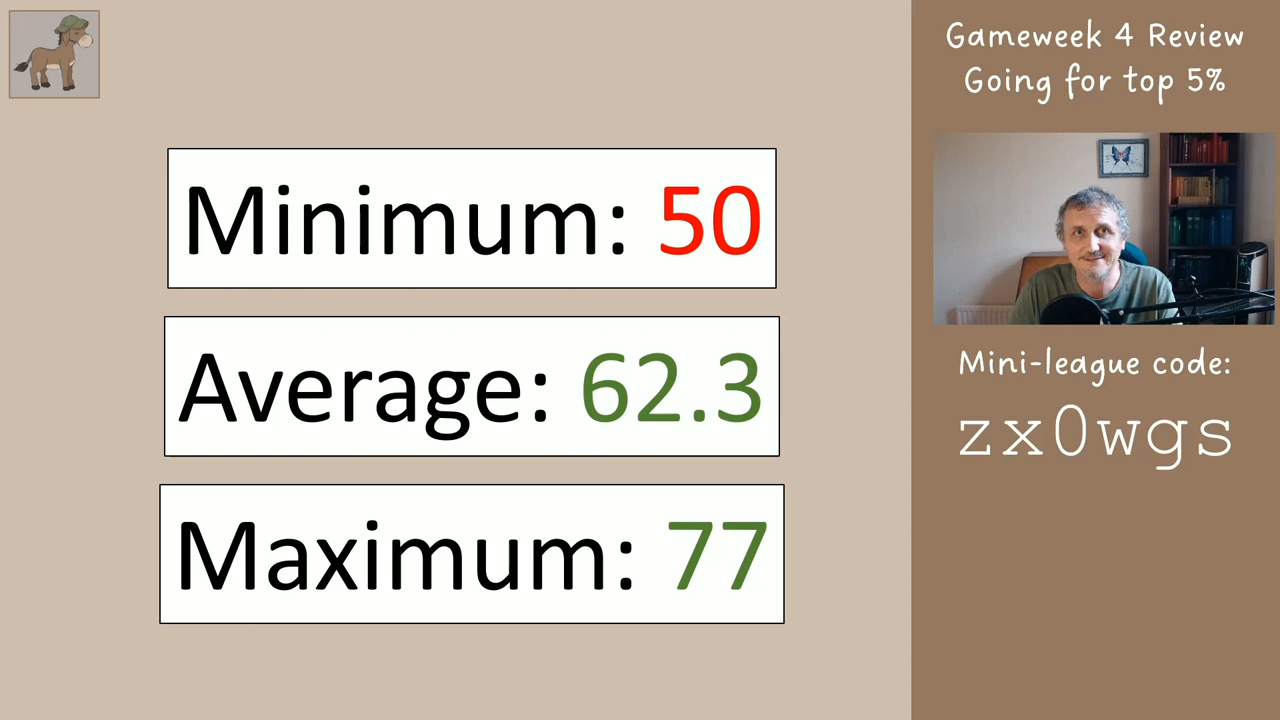 Minimum: 50
Average: 62.3
Maximum: 77
Gameweek 4 Review
Going for top 5%
Mini-league code:
zx0wgs